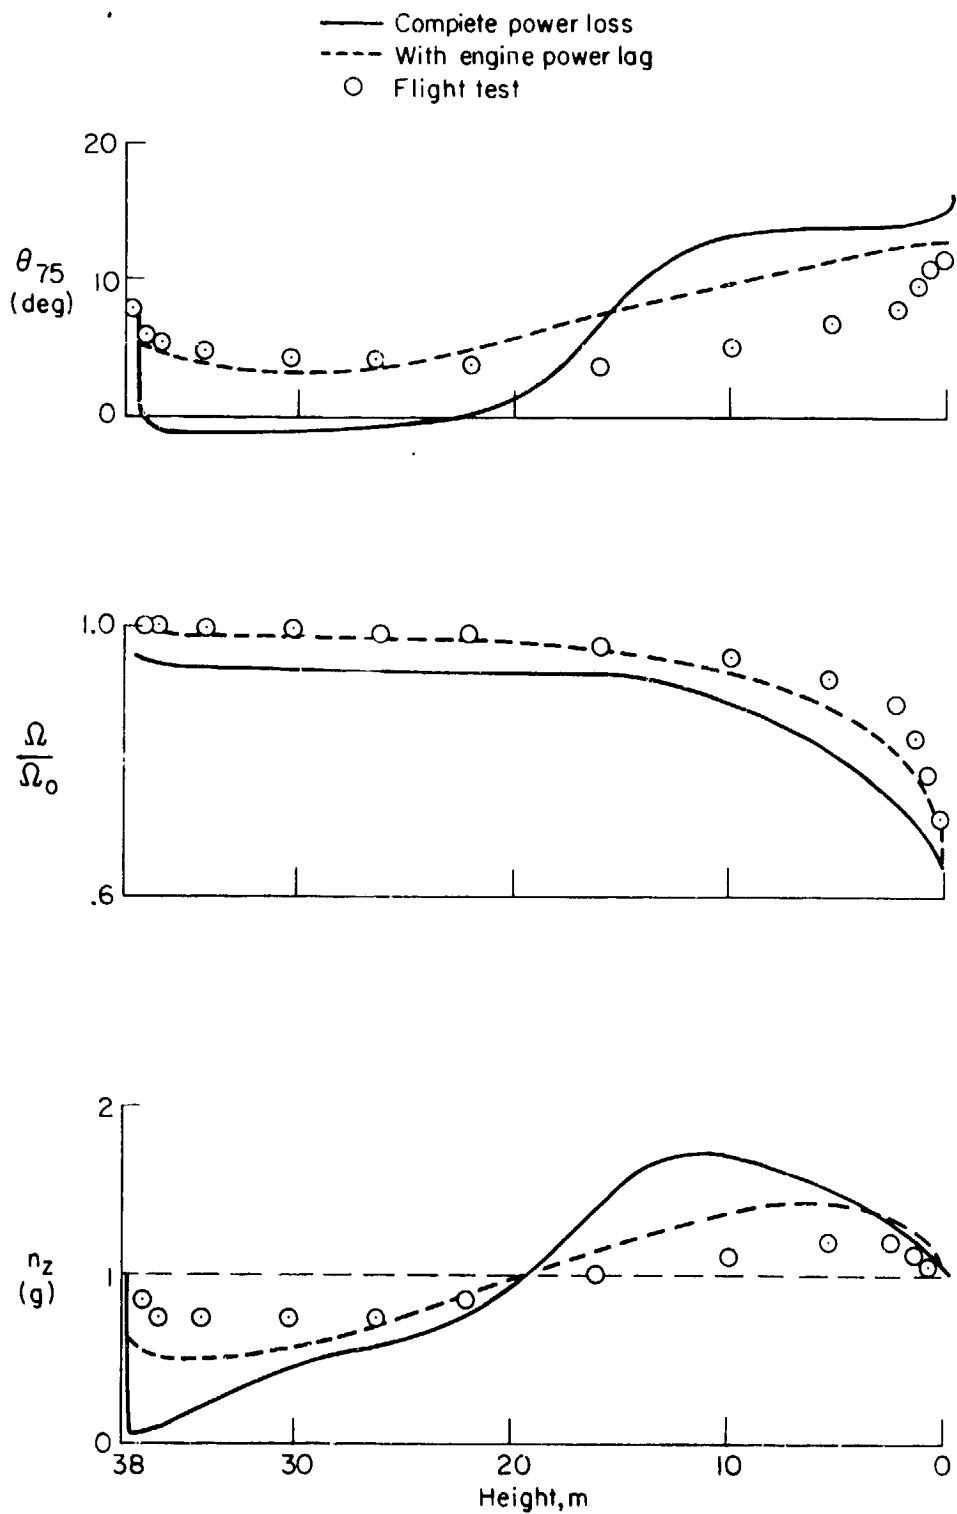 Complete power loss
With engine power lag
Flight test
20
θ75
(deg)
10
0
1.0
Ω
Ω0
.6
2
nz
(g)
1
0
38 30 20 10 0
Height, m